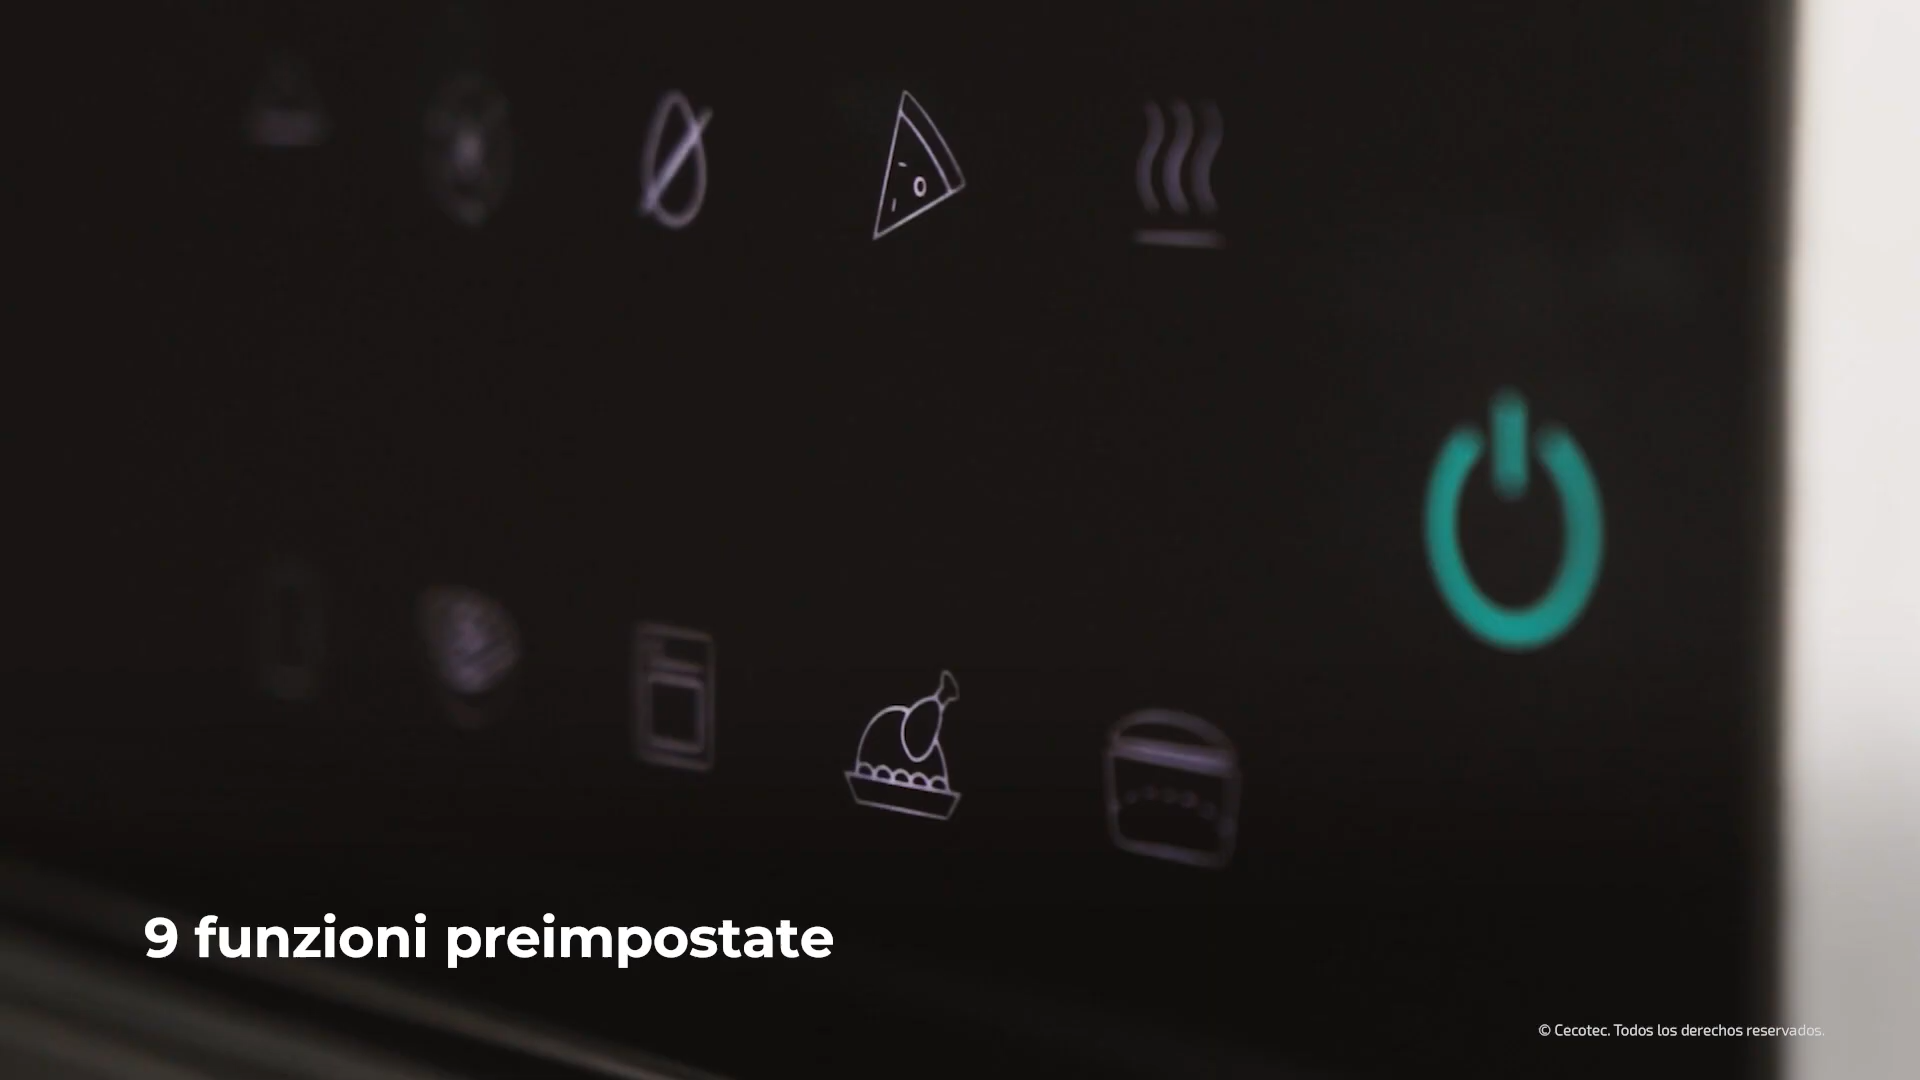 9 funzioni preimpostate
© Cecotec. Todos los derechos reservados.